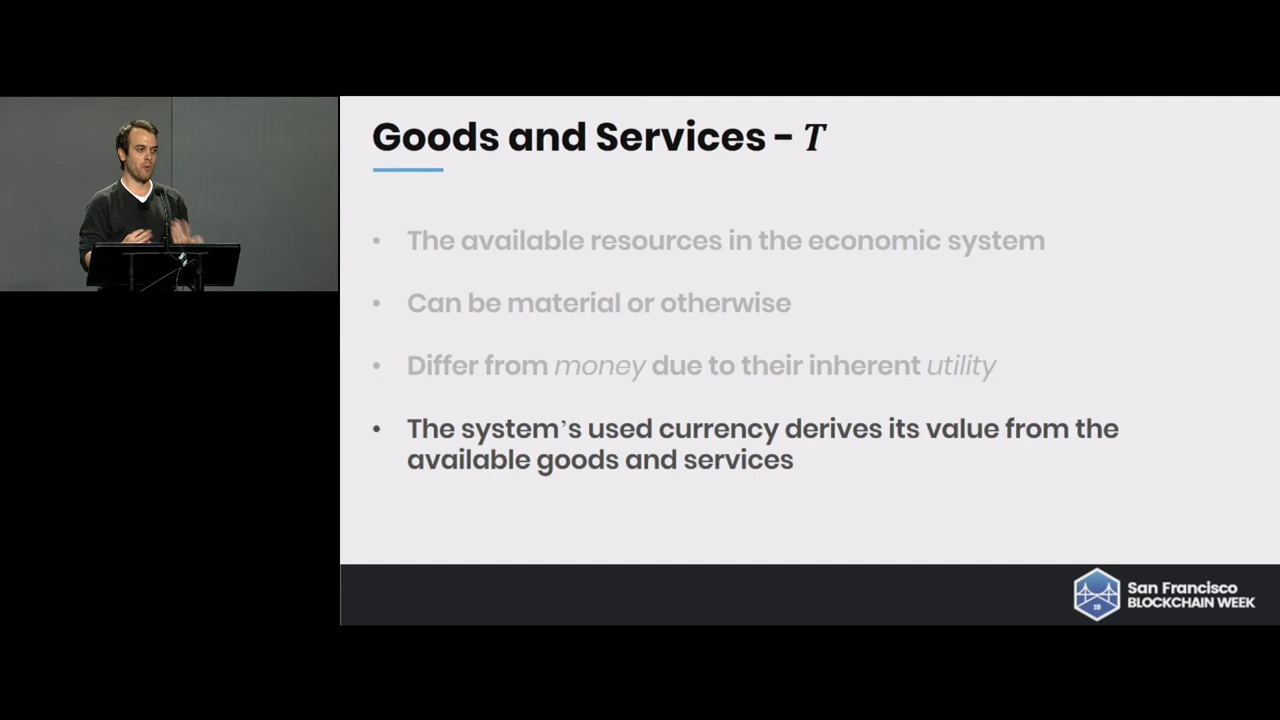 Goods and Services - T
• The available resources in the economic system
• Can be material or otherwise
• Differ from money due to their inherent utility
• The system’s used currency derives its value from the
available goods and services
18
San Francisco
BLOCKCHAIN WEEK